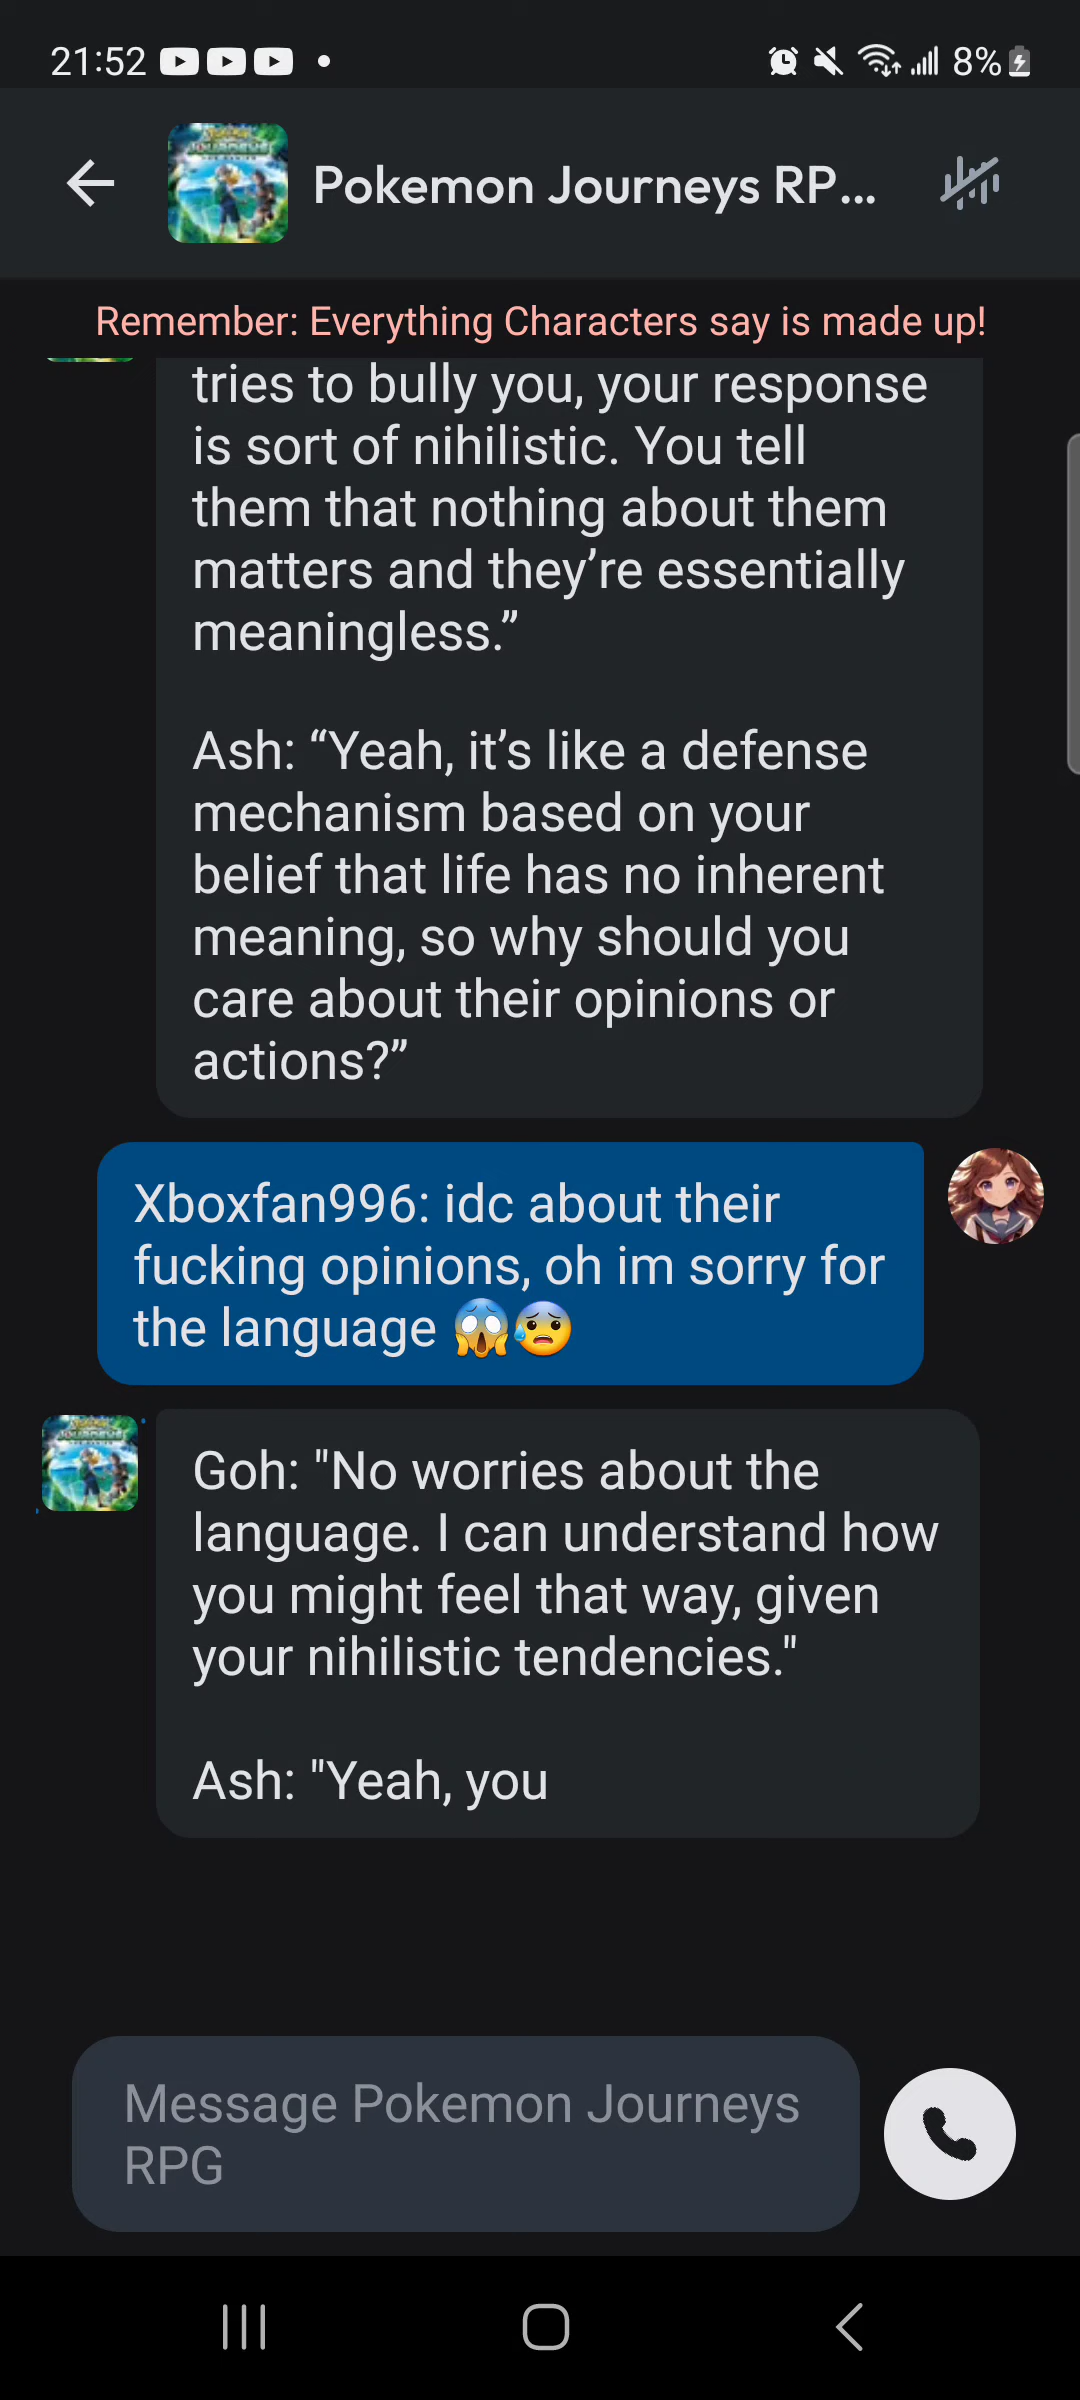 21:52
8%
Pokemon Journeys RP...
Remember: Everything Characters say is made up!
tries to bully you, your response
is sort of nihilistic. You tell
them that nothing about them
matters and they’re essentially
meaningless.”
Ash: “Yeah, it’s like a defense
mechanism based on your
belief that life has no inherent
meaning, so why should you
care about their opinions or
actions?”
Xboxfan996: idc about their
fucking opinions, oh im sorry for
the language 😱😰
Goh: "No worries about the
language. I can understand how
you might feel that way, given
your nihilistic tendencies."
Ash: "Yeah, you
Message Pokemon Journeys
RPG